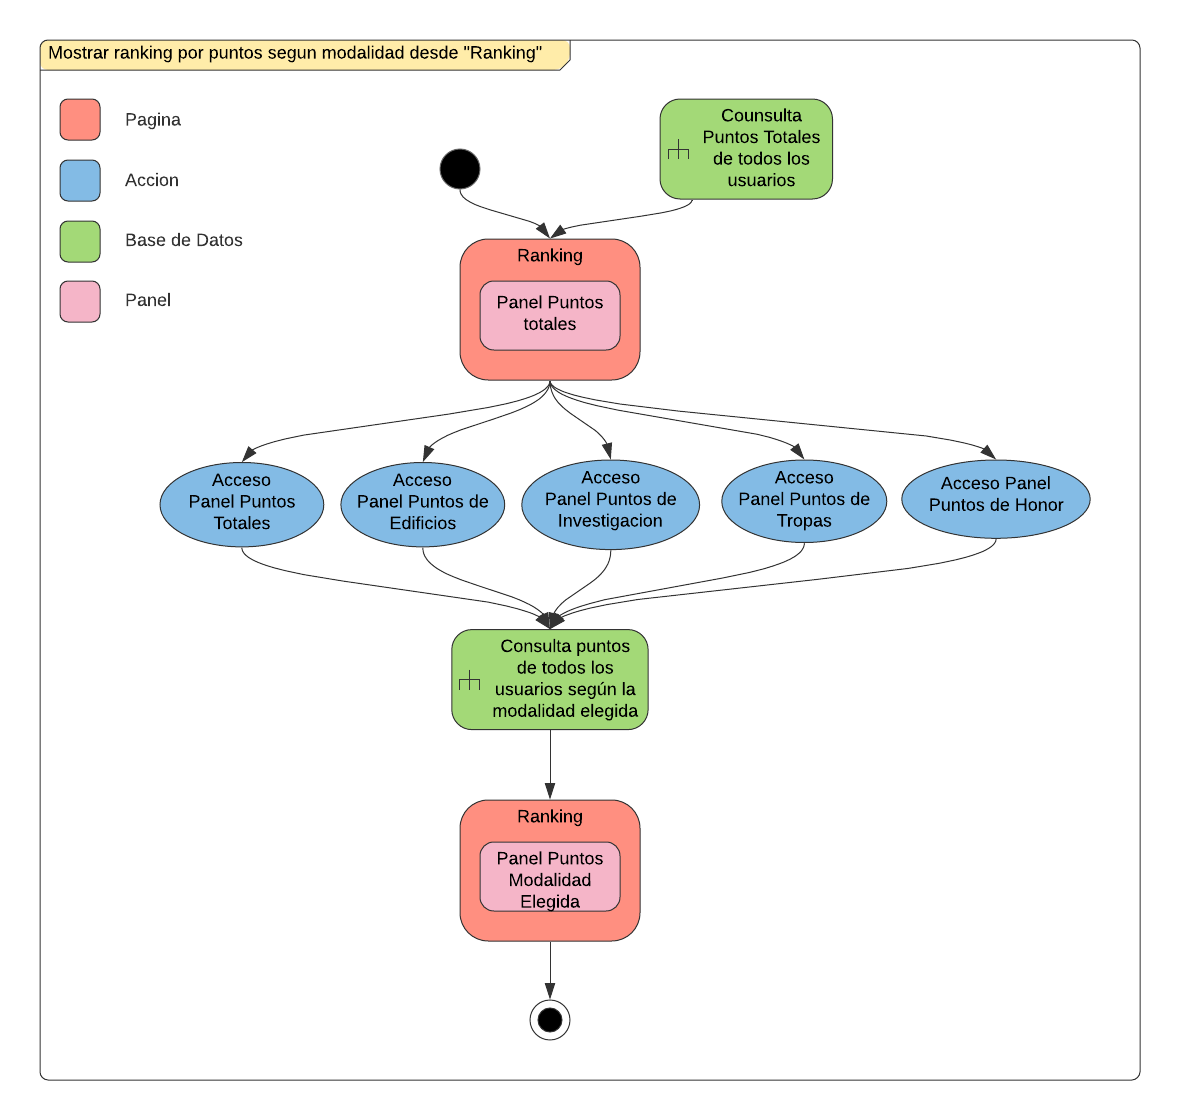 Mostrar ranking por puntos segun modalidad desde "Ranking"
Pagina
Accion
Base de Datos
Panel
Counsulta
Puntos Totales
de todos los
usuarios
Ranking
Panel Puntos
totales
Acceso
Panel Puntos
Totales
Acceso
Panel Puntos de
Edificios
Acceso
Panel Puntos de
Investigacion
Acceso
Panel Puntos de
Tropas
Acceso Panel
Puntos de Honor
Consulta puntos
de todos los
usuarios según la
modalidad elegida
Ranking
Panel Puntos
Modalidad
Elegida